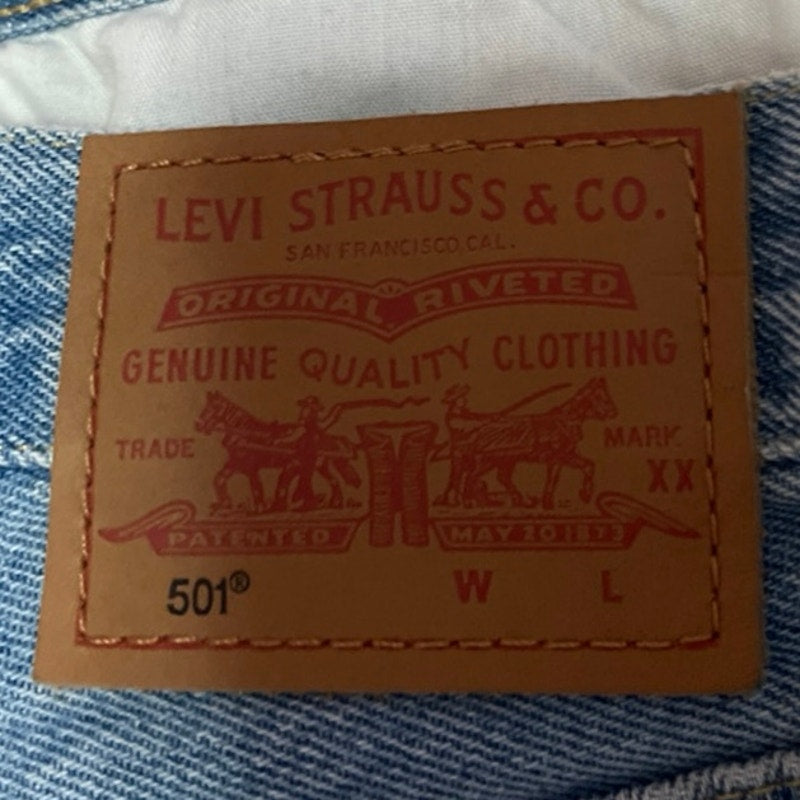 LEVI STRAUSS & CO.
SAN FRANCISCO, CAL.
ORIGINAL RIVETED
GENUINE QUALITY CLOTHING
TRADE MARK
XX
PATENTED MAY 20 1873
501® W L